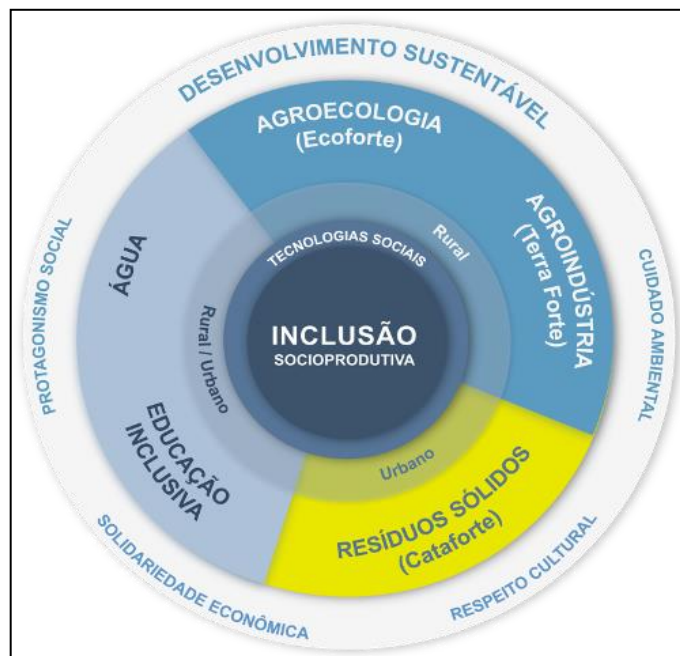 DESENVOLVIMENTO SUSTENTÁVEL
AGROECOLOGIA
(Ecoforte)
AGROINDÚSTRIA
(Terra Forte)
Rural
TECNOLOGIAS SOCIAIS
INCLUSÃO
SOCIOPRODUTIVA
ÁGUA
Rural / Urbano
EDUCAÇÃO
INCLUSIVA
Urbano
RESÍDUOS SÓLIDOS
(Cataforte)
PROTAGONISMO SOCIAL
CUIDADO AMBIENTAL
SOLIDARIEDADE ECONÔMICA
RESPEITO CULTURAL